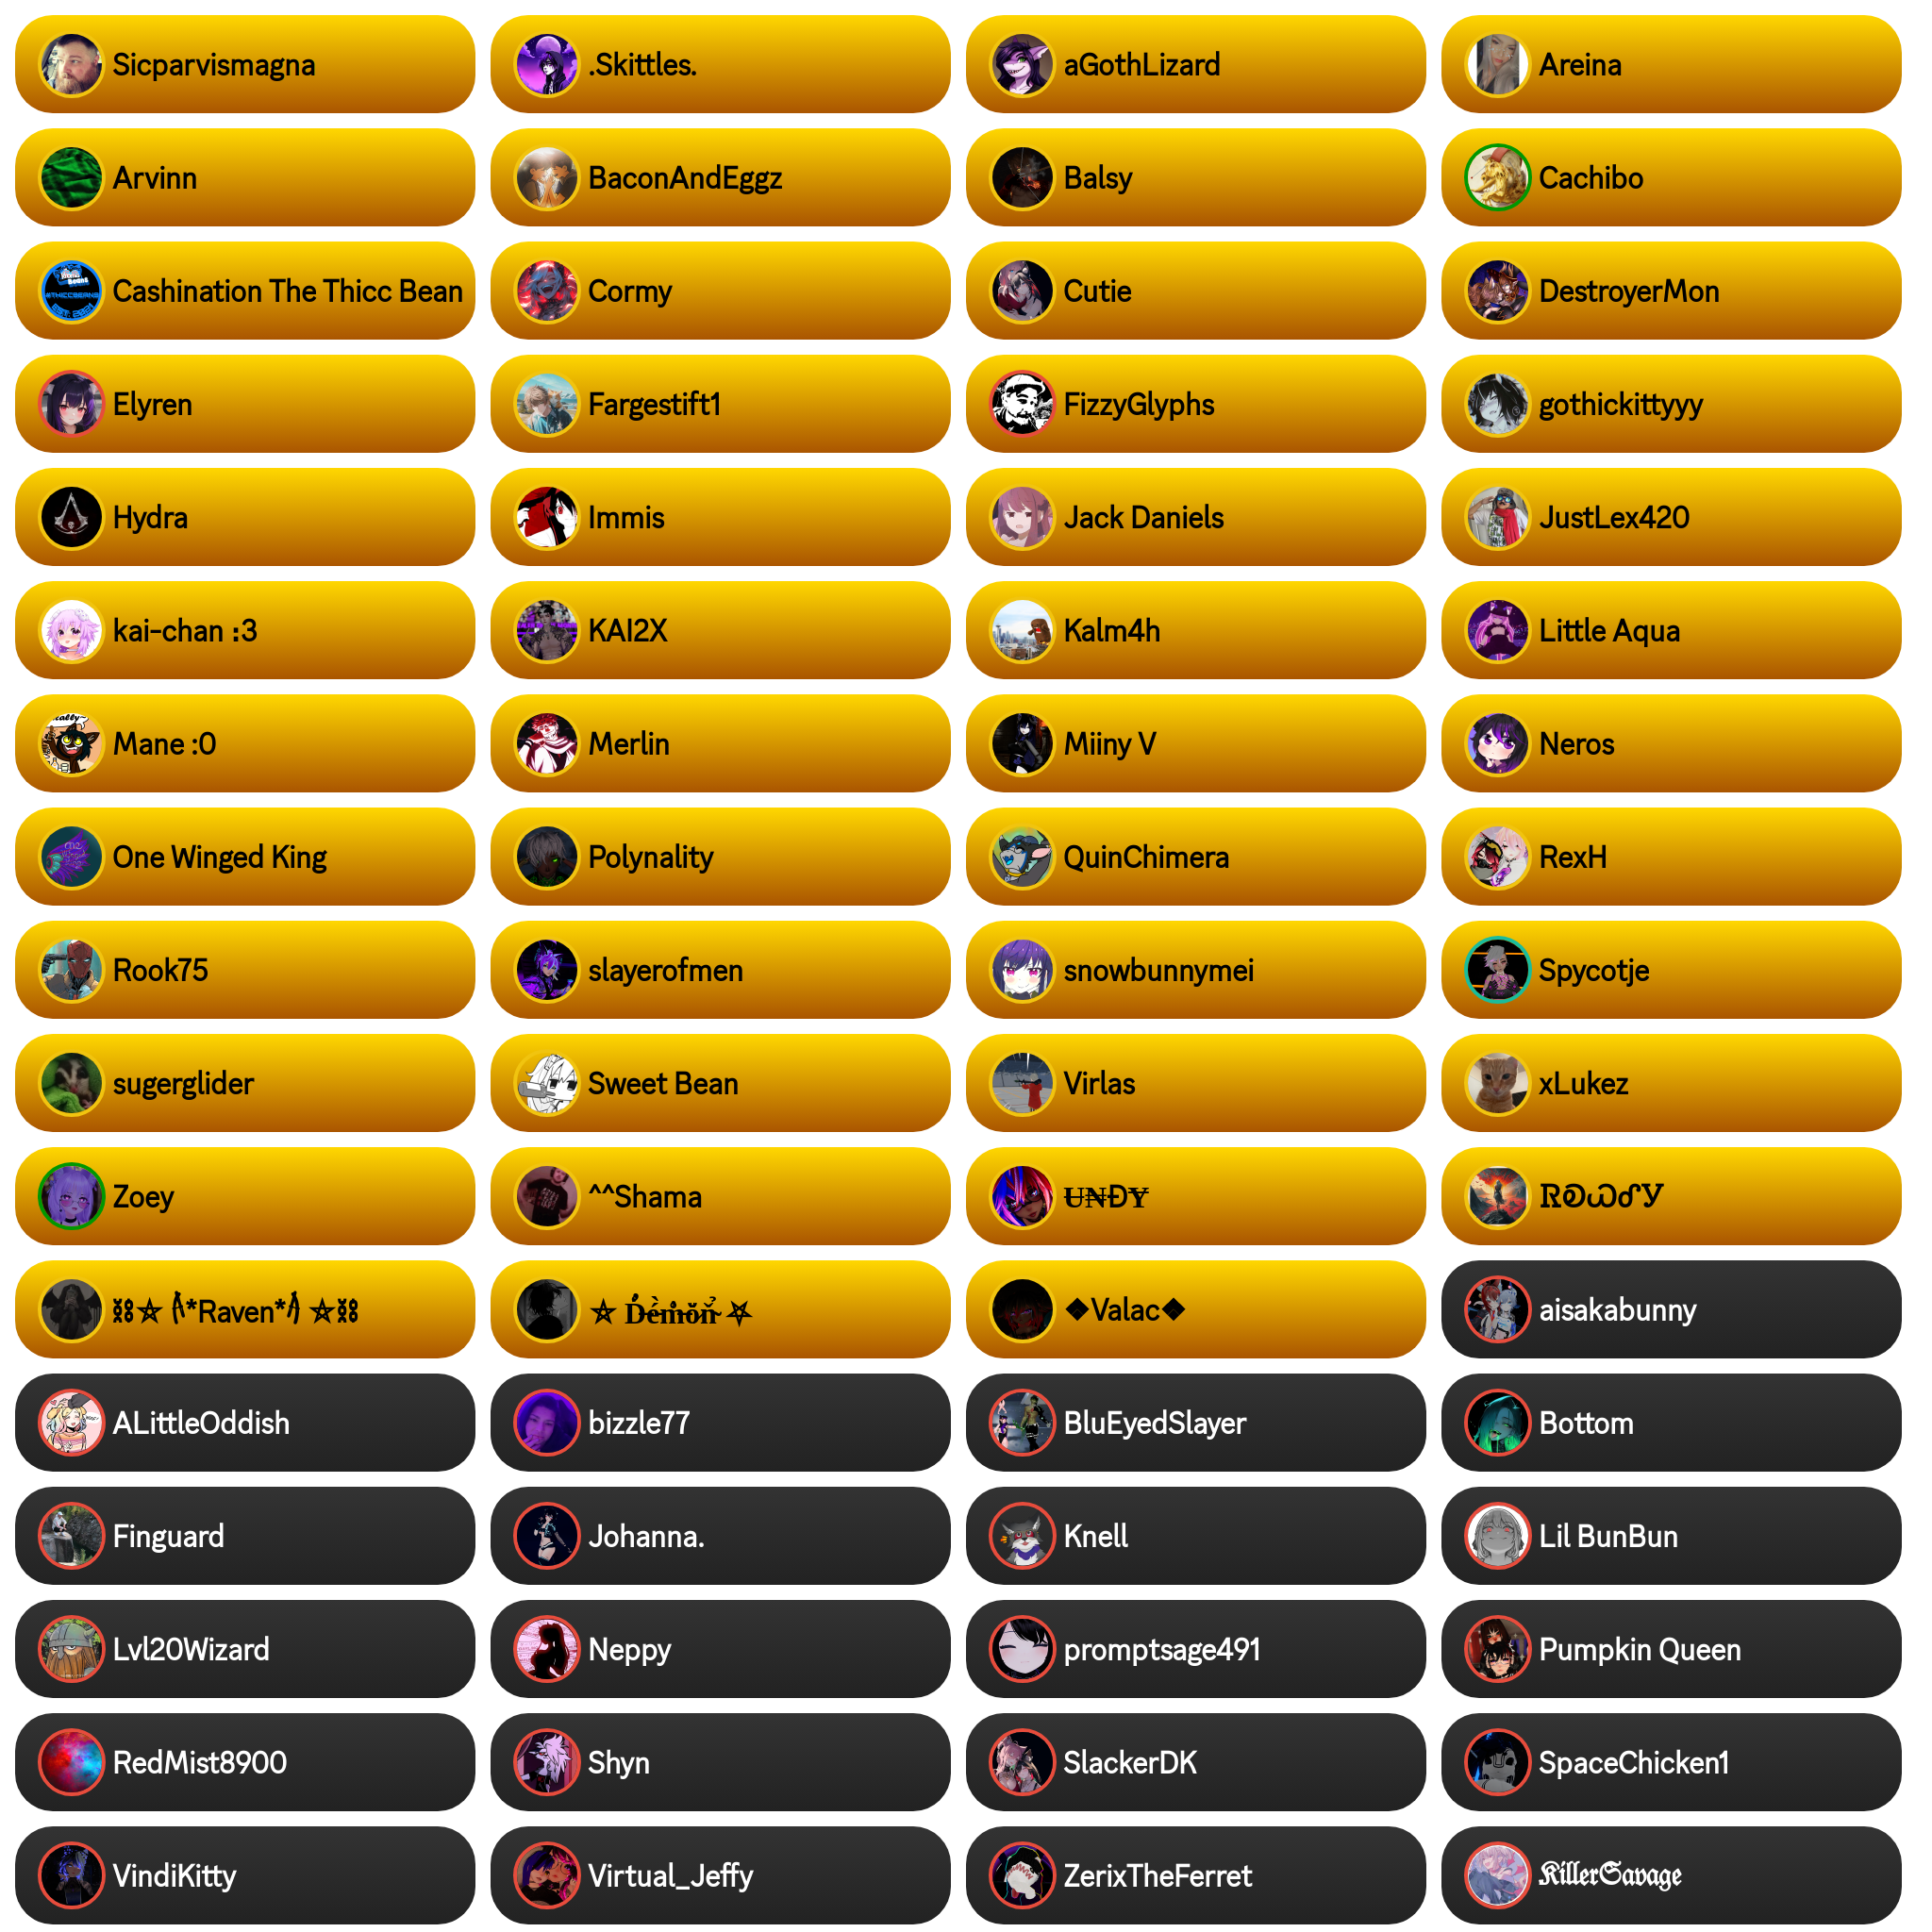 Sicparvismagna
.Skittles.
aGothLizard
Areina
Arvinn
BaconAndEggz
Balsy
Cachibo
Cashination The Thicc Bean
Cormy
Cutie
DestroyerMon
Elyren
Fargestift1
FizzyGlyphs
gothickittyyy
Hydra
Immis
Jack Daniels
JustLex420
kai-chan :3
KAI2X
Kalm4h
Little Aqua
Mane :0
Merlin
Miiny V
Neros
One Winged King
Polynality
QuinChimera
RexH
Rook75
slayerofmen
snowbunnymei
Spycotje
sugerglider
Sweet Bean
Virlas
xLukez
Zoey
^^Shama
ɄN̶ĐɎ
⛓⛤ *Raven* ⛤⛓
⛤ D̶é̶m̶o̶n̶ ⛧
◆Valac◆
aisakabunny
ALittleOddish
bizzle77
BluEyedSlayer
Bottom
Finguard
Johanna.
Knell
Lil BunBun
Lvl20Wizard
Neppy
promptsage491
Pumpkin Queen
RedMist8900
Shyn
SlackerDK
SpaceChicken1
VindiKitty
Virtual_Jeffy
ZerixTheFerret
𝕶𝖎𝖑𝖑𝖊𝖗𝕾𝖆𝖛𝖆𝖌𝖊